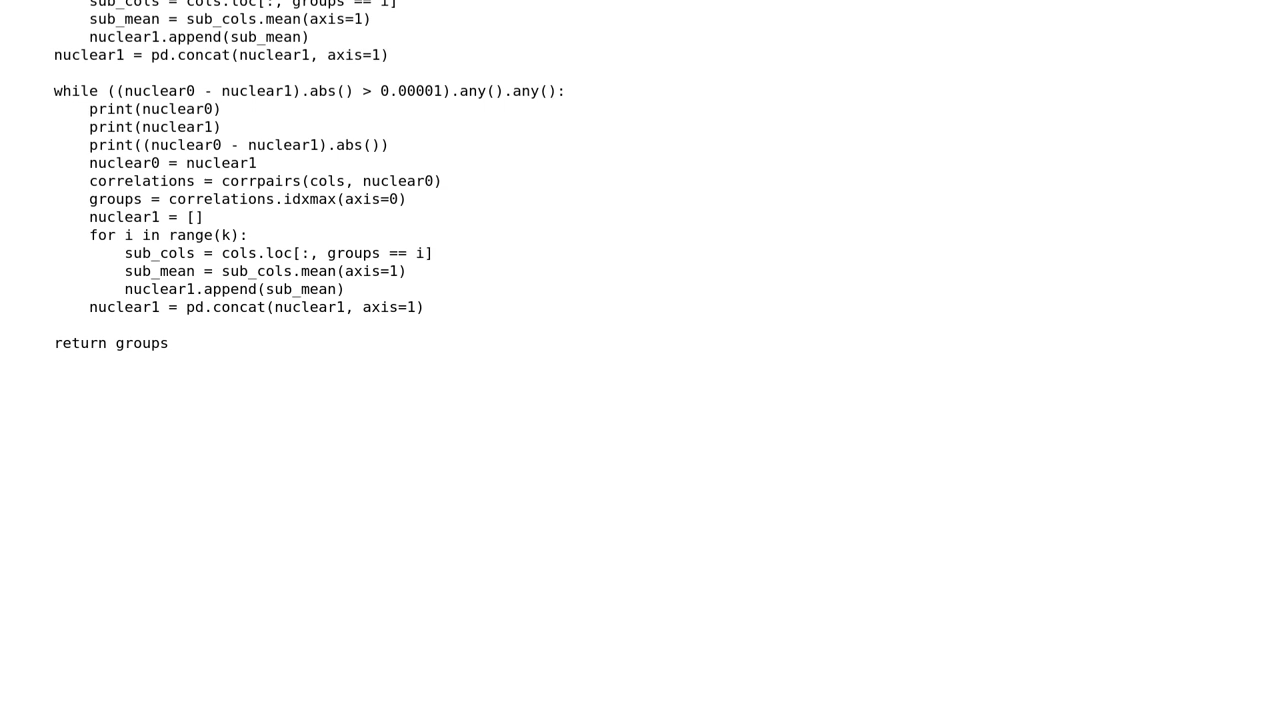 sub_cols = cols.loc[:, groups == i]
        sub_mean = sub_cols.mean(axis=1)
        nuclear1.append(sub_mean)
    nuclear1 = pd.concat(nuclear1, axis=1)

    while ((nuclear0 - nuclear1).abs() > 0.00001).any().any():
        print(nuclear0)
        print(nuclear1)
        print((nuclear0 - nuclear1).abs())
        nuclear0 = nuclear1
        correlations = corrpairs(cols, nuclear0)
        groups = correlations.idxmax(axis=0)
        nuclear1 = []
        for i in range(k):
            sub_cols = cols.loc[:, groups == i]
            sub_mean = sub_cols.mean(axis=1)
            nuclear1.append(sub_mean)
        nuclear1 = pd.concat(nuclear1, axis=1)

    return groups